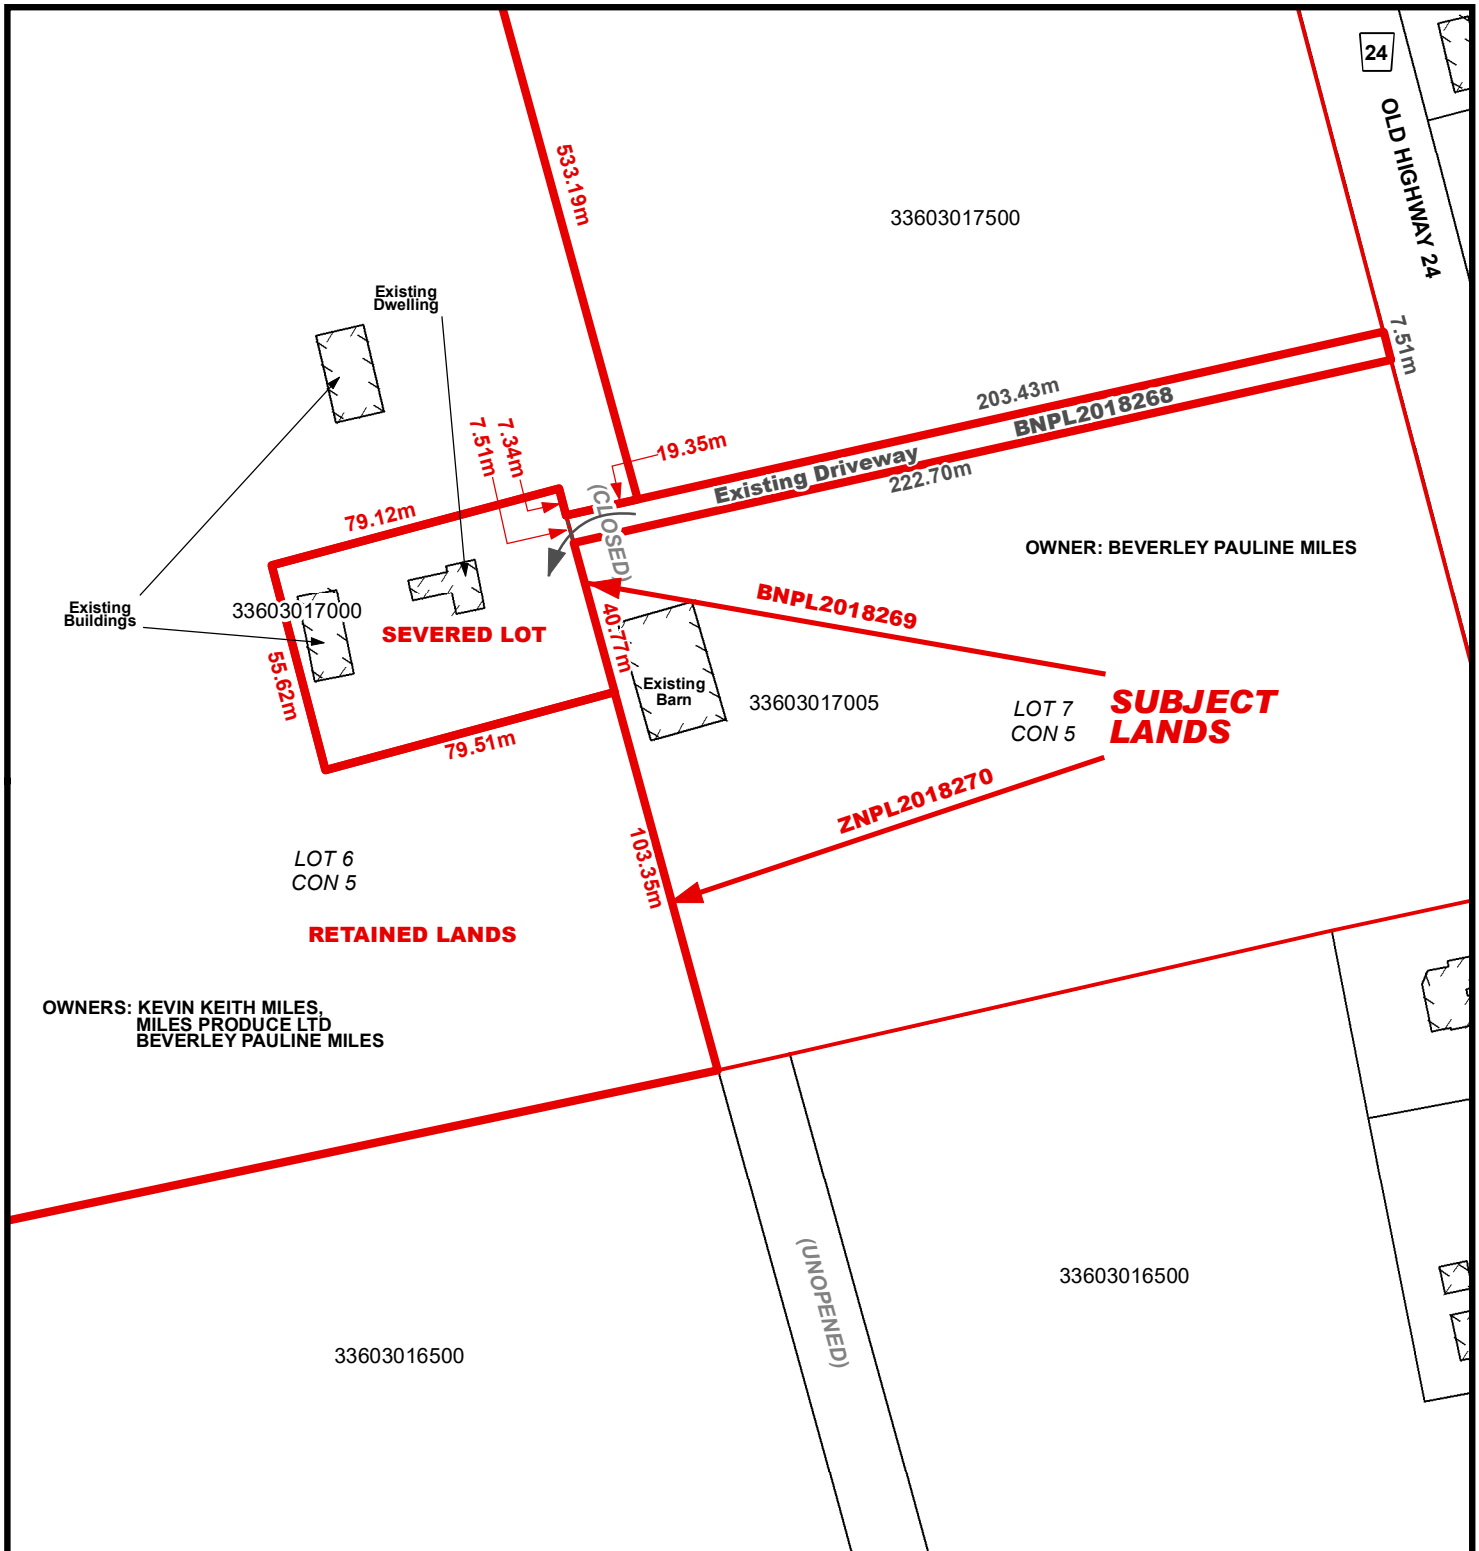 24
OLD HIGHWAY 24
533.19m
33603017500
Existing
Dwelling
7.51m
203.43m
BNPL2018268
Existing Driveway
222.70m
19.35m
7.34m
7.51m
(CLOSED)
79.12m
OWNER: BEVERLEY PAULINE MILES
Existing
Buildings
33603017000
SEVERED LOT
BNPL2018269
40.77m
55.62m
Existing
Barn
33603017005
LOT 7
CON 5
SUBJECT
LANDS
79.51m
ZNPL2018270
103.35m
LOT 6
CON 5
RETAINED LANDS
OWNERS: KEVIN KEITH MILES,
MILES PRODUCE LTD
BEVERLEY PAULINE MILES
(UNOPENED)
33603016500
33603016500